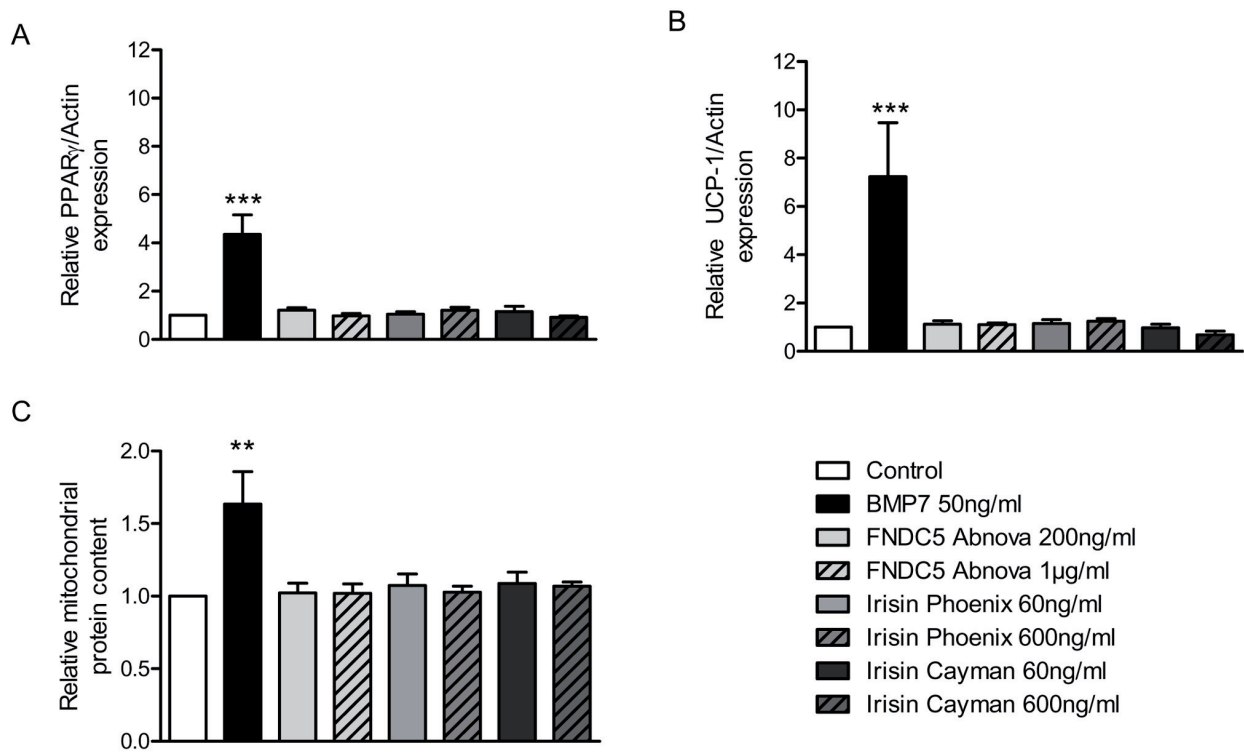 A
Relative PPARγ/Actin
expression
12
10
8
6
4
2
0
***
B
Relative UCP-1/Actin
expression
12
10
8
6
4
2
0
***
C
Relative mitochondrial
protein content
2.0
1.5
1.0
0.5
0.0
**
Control
BMP7 50ng/ml
FNDC5 Abnova 200ng/ml
FNDC5 Abnova 1µg/ml
Irisin Phoenix 60ng/ml
Irisin Phoenix 600ng/ml
Irisin Cayman 60ng/ml
Irisin Cayman 600ng/ml